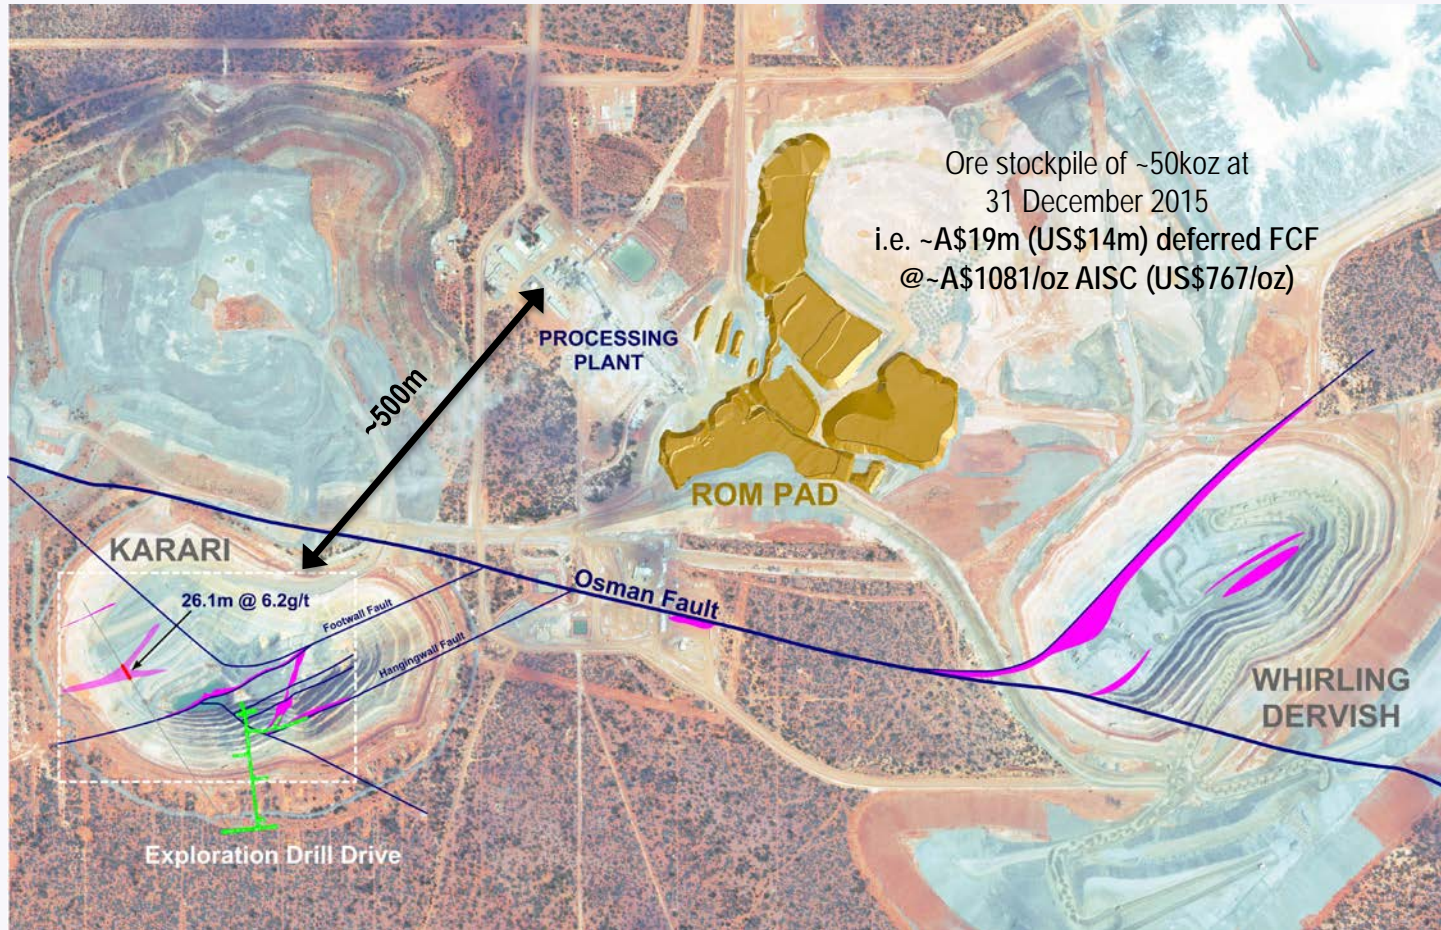 Ore stockpile of ~50koz at
31 December 2015
i.e. ~A$19m (US$14m) deferred FCF
@~A$1081/oz AISC (US$767/oz)
PROCESSING
PLANT
~500m
ROM PAD
KARARI
26.1m @ 6.2g/t
Footwall Fault
Hangingwall Fault
Osman Fault
WHIRLING
DERVISH
Exploration Drill Drive